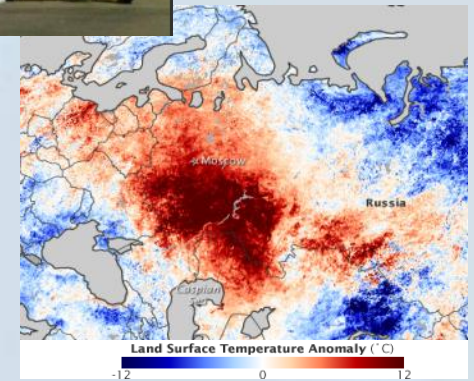 Moscow
Russia
Caspian
Sea
Land Surface Temperature Anomaly (˚C)
-12 0 12